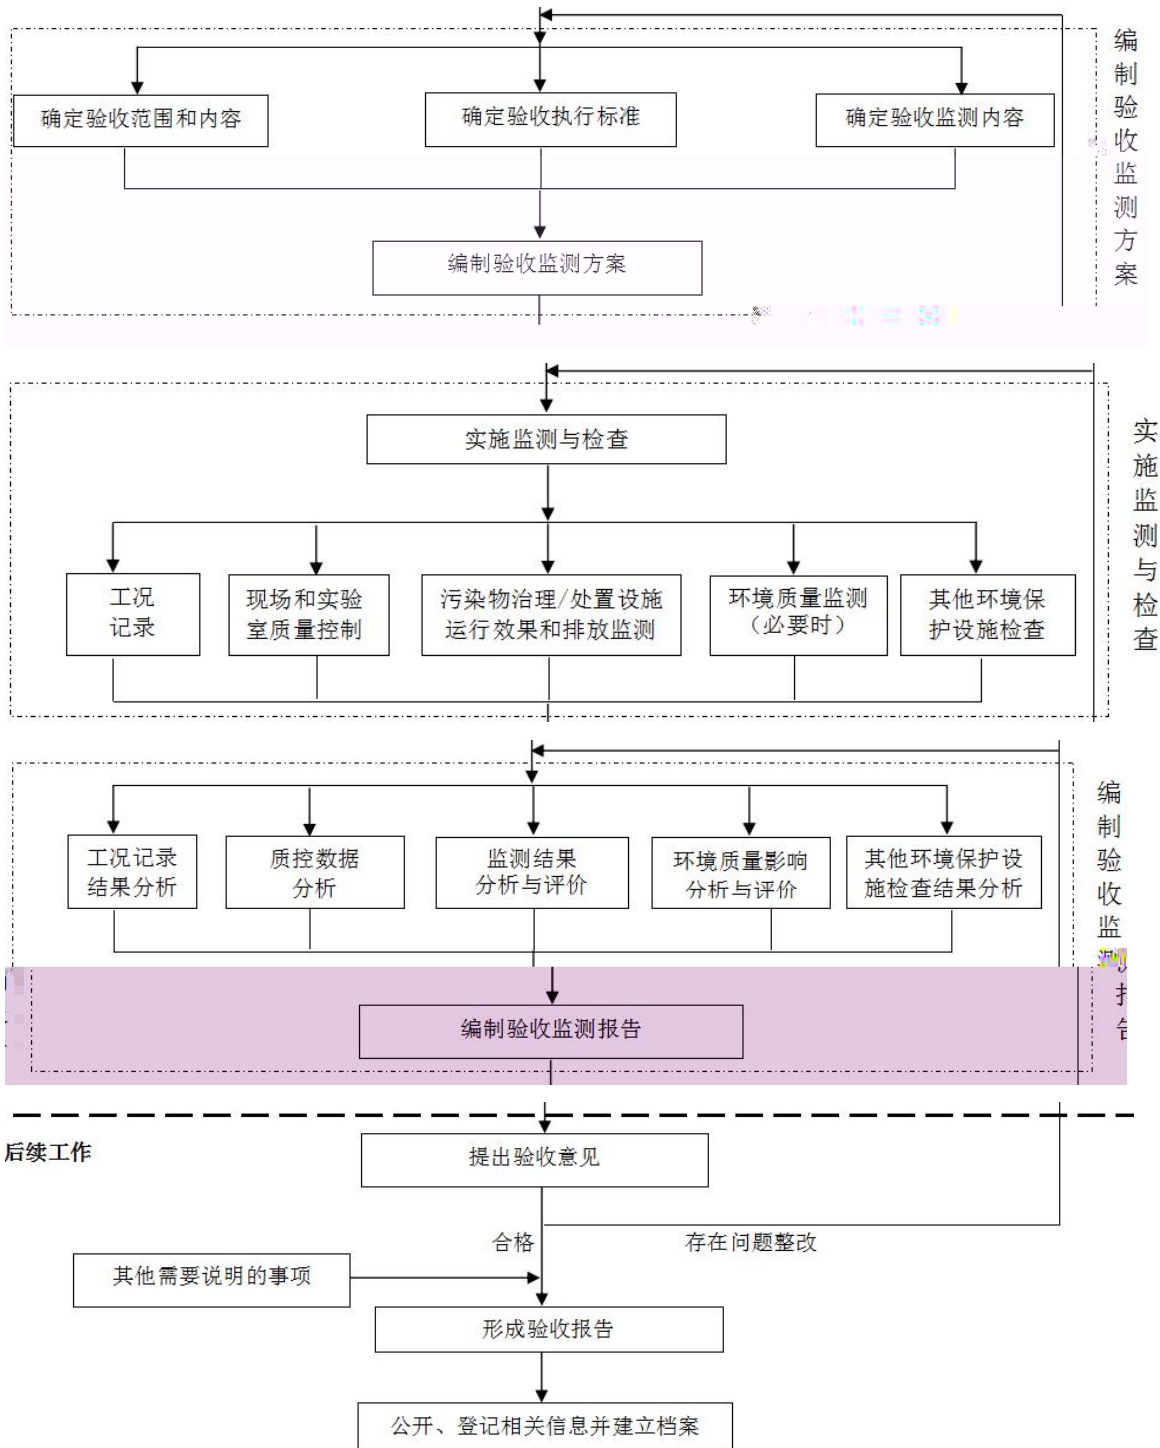 编制验收监测方案
确定验收范围和内容
确定验收执行标准
确定验收监测内容
编制验收监测方案
实施监测与检查
实施监测与检查
工况
记录
现场和实验
室质量控制
污染物治理/处置设施
运行效果和排放监测
环境质量监测
（必要时）
其他环境保
护设施检查
编制验收监
工况记录
结果分析
质控数据
分析
监测结果
分析与评价
环境质量影响
分析与评价
其他环境保护设
施检查结果分析
编制验收监测报告
后续工作
提出验收意见
合格
存在问题整改
其他需要说明的事项
形成验收报告
公开、登记相关信息并建立档案